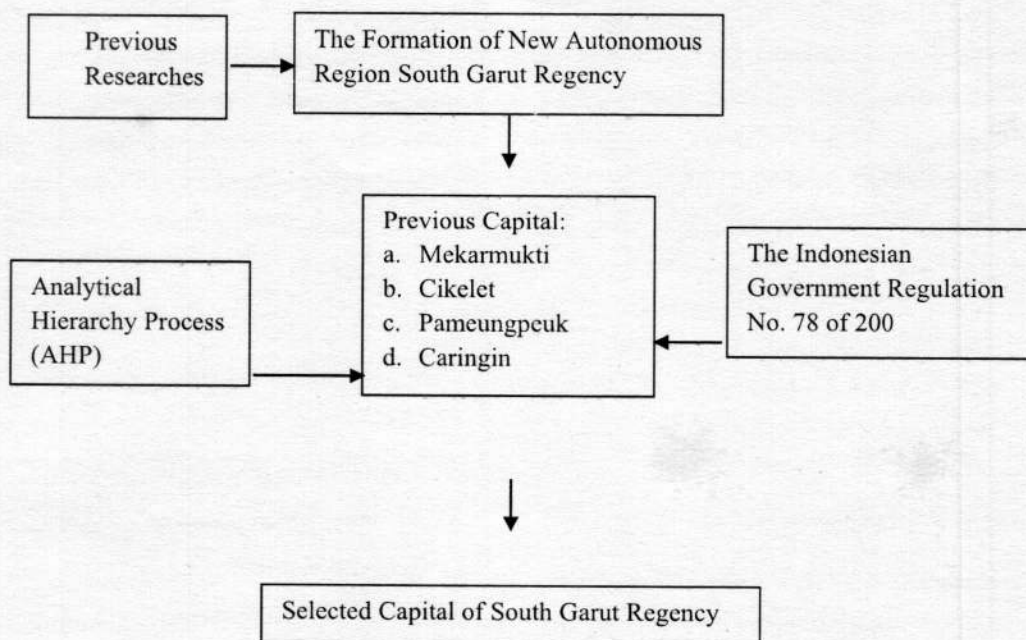 Previous
Researches
The Formation of New Autonomous
Region South Garut Regency
Previous Capital:
a. Mekarmukti
b. Cikelet
c. Pameungpeuk
d. Caringin
Analytical
Hierarchy Process
(AHP)
The Indonesian
Government Regulation
No. 78 of 200
Selected Capital of South Garut Regency